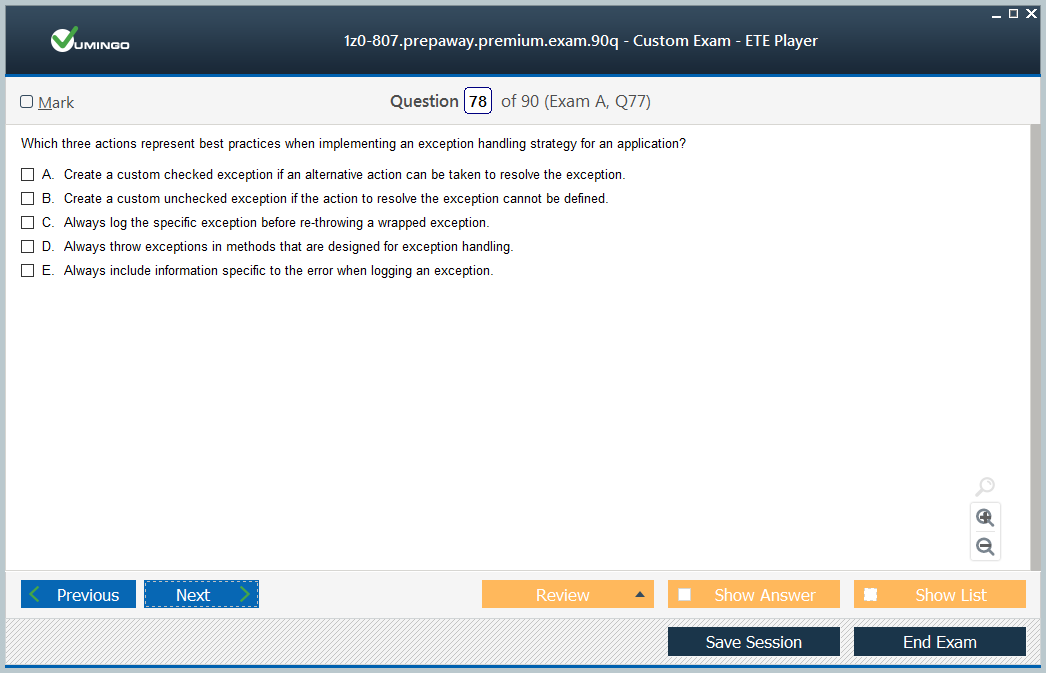 VUMINGO
1z0-807.prepaway.premium.exam.90q - Custom Exam - ETE Player
Mark
Question 78 of 90 (Exam A, Q77)
Which three actions represent best practices when implementing an exception handling strategy for an application?
A. Create a custom checked exception if an alternative action can be taken to resolve the exception.
B. Create a custom unchecked exception if the action to resolve the exception cannot be defined.
C. Always log the specific exception before re-throwing a wrapped exception.
D. Always throw exceptions in methods that are designed for exception handling.
E. Always include information specific to the error when logging an exception.
Previous Next Review Show Answer Show List
Save Session End Exam